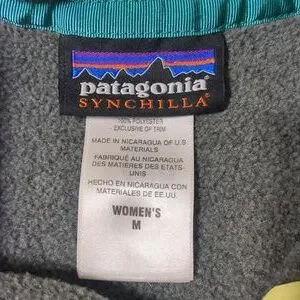 patagonia
SYNCHILLA®
100% POLYESTER
EXCLUSIVE OF TRIM
MADE IN NICARAGUA OF U.S.
MATERIALS
FABRIQUÉ AU NICARAGUA
DES MATIÈRES DES ETATS-
UNIS
HECHO EN NICARAGUA CON
MATERIALES DE EE.UU.
WOMEN'S
M